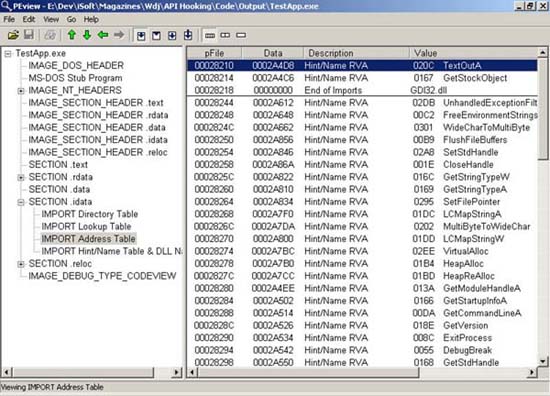 PEview - E:\Dev\iSoft\Magazines\Wdj\API Hooking\Code\Output\TestApp.exe
File Edit View Go Help
TestApp.exe
IMAGE_DOS_HEADER
MS-DOS Stub Program
IMAGE_NT_HEADERS
IMAGE_SECTION_HEADER .text
IMAGE_SECTION_HEADER .rdata
IMAGE_SECTION_HEADER .data
IMAGE_SECTION_HEADER .idata
IMAGE_SECTION_HEADER .reloc
SECTION .text
SECTION .rdata
SECTION .data
SECTION .idata
IMPORT Directory Table
IMPORT Lookup Table
IMPORT Address Table
IMPORT Hint/Name Table & DLL Na
SECTION .reloc
IMAGE_DEBUG_TYPE_CODEVIEW
pFile Data Description Value
00028210 0002A4D8 Hint/Name RVA 020C TextOutA
00028214 0002A4C6 Hint/Name RVA 0167 GetStockObject
00028218 00000000 End of Imports GDI32.dll
00028244 0002A612 Hint/Name RVA 02DB UnhandledExceptionFilt
00028248 0002A648 Hint/Name RVA 00C2 FreeEnvironmentStrings
0002824C 0002A662 Hint/Name RVA 0301 WideCharToMultiByte
00028250 0002A856 Hint/Name RVA 00B9 FlushFileBuffers
00028254 0002A846 Hint/Name RVA 02A8 SetStdHandle
00028258 0002A86A Hint/Name RVA 001E CloseHandle
0002825C 0002A822 Hint/Name RVA 016C GetStringTypeW
00028260 0002A810 Hint/Name RVA 0169 GetStringTypeA
00028264 0002A834 Hint/Name RVA 0295 SetFilePointer
00028268 0002A7F0 Hint/Name RVA 01DC LCMapStringA
0002826C 0002A7DA Hint/Name RVA 0202 MultiByteToWideChar
00028270 0002A800 Hint/Name RVA 01DD LCMapStringW
00028274 0002A7BC Hint/Name RVA 02EE VirtualAlloc
00028278 0002A7B0 Hint/Name RVA 01B4 HeapAlloc
0002827C 0002A7CC Hint/Name RVA 01BD HeapReAlloc
00028280 0002A4EE Hint/Name RVA 013A GetModuleHandleA
00028284 0002A502 Hint/Name RVA 0166 GetStartupInfoA
00028288 0002A514 Hint/Name RVA 00DA GetCommandLineA
0002828C 0002A526 Hint/Name RVA 018E GetVersion
00028290 0002A534 Hint/Name RVA 008C ExitProcess
00028294 0002A542 Hint/Name RVA 0055 DebugBreak
00028298 0002A550 Hint/Name RVA 0168 GetStdHandle
Viewing IMPORT Address Table